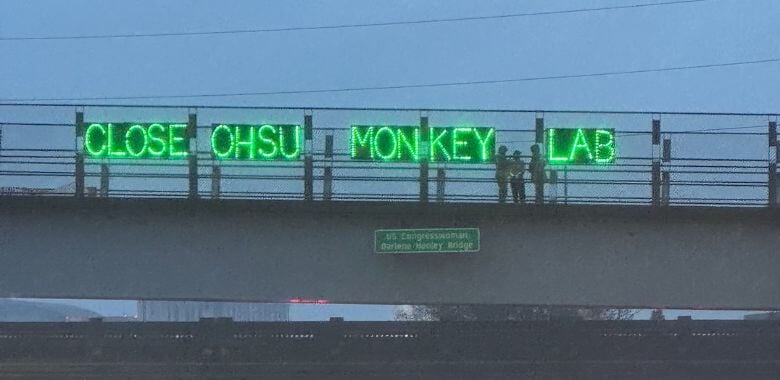 CLOSE OHSU MONKEY LAB
US Congresswoman
Darlene Hooley Bridge